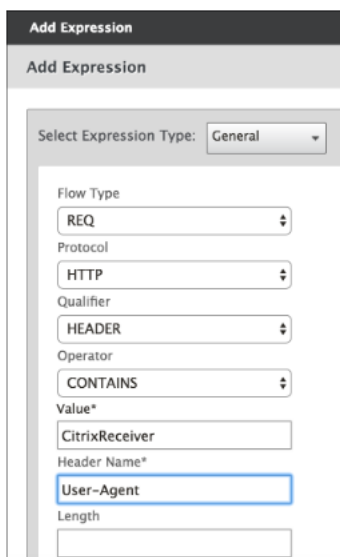 Add Expression
Add Expression
Select Expression Type: General
Flow Type
REQ
Protocol
HTTP
Qualifier
HEADER
Operator
CONTAINS
Value*
CitrixReceiver
Header Name*
User-Agent
Length